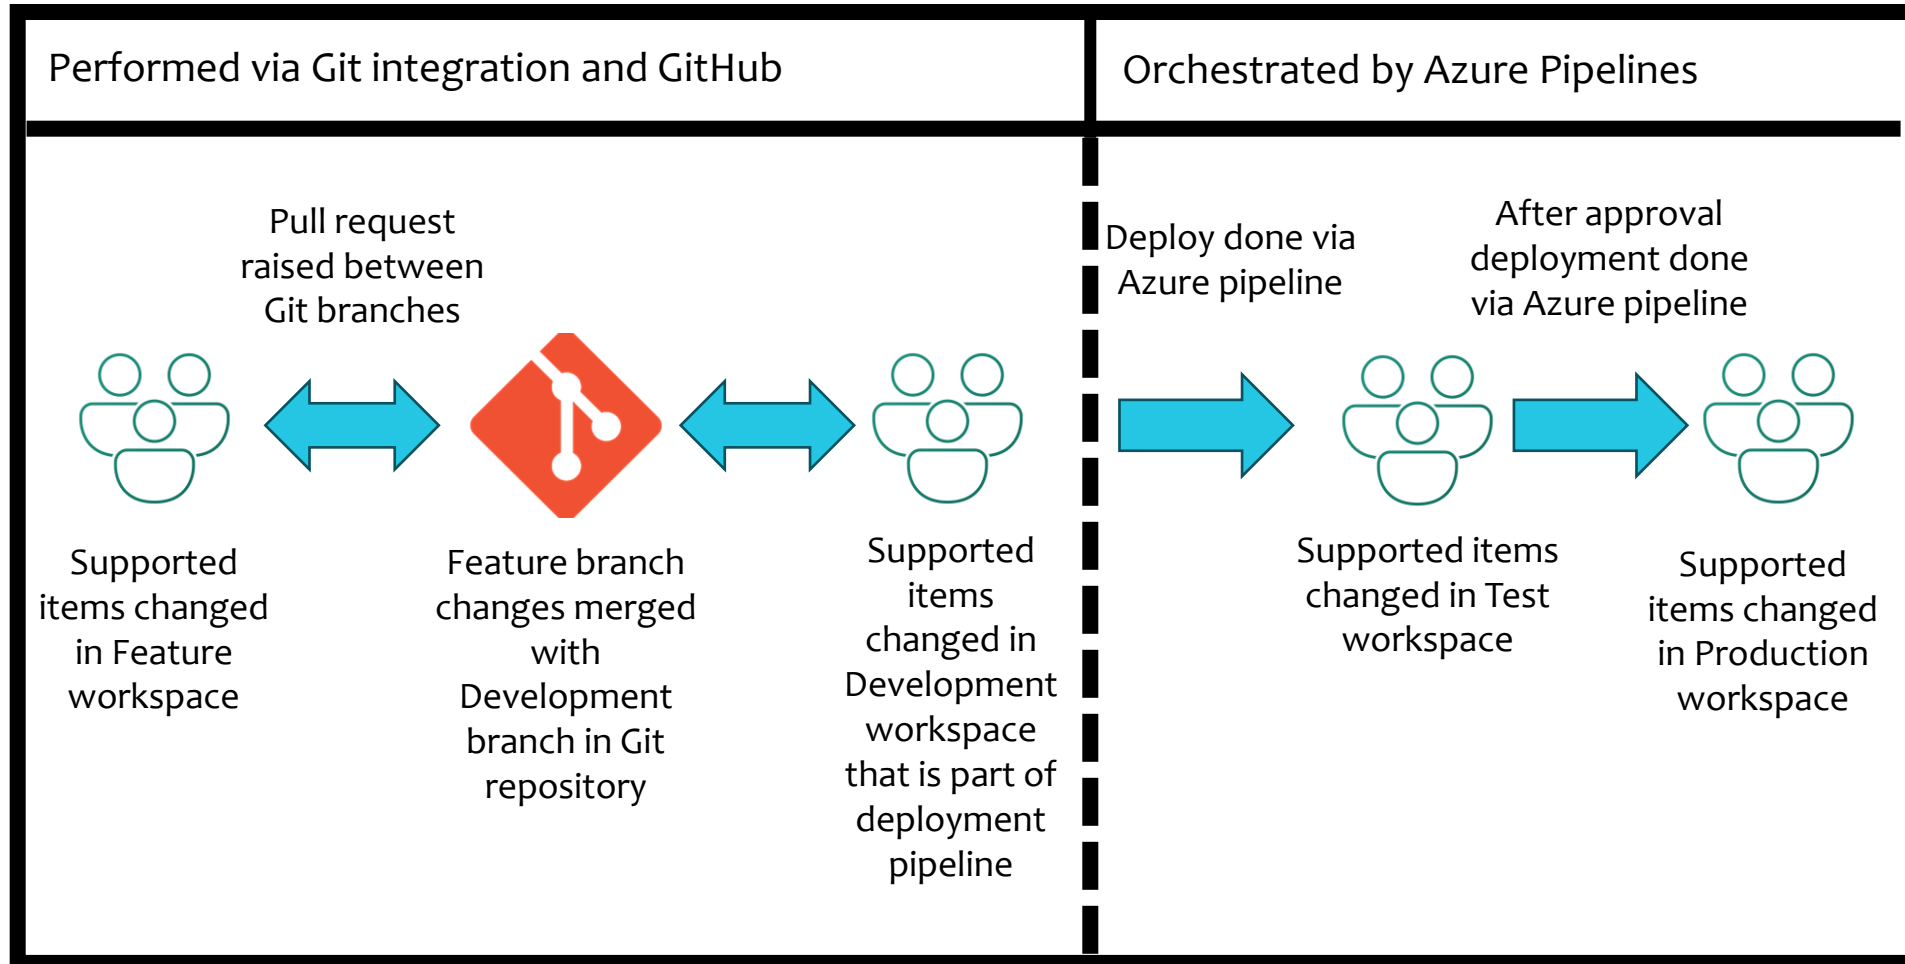 Performed via Git integration and GitHub
Orchestrated by Azure Pipelines
Pull request
raised between
Git branches
Deploy done via
Azure pipeline
After approval
deployment done
via Azure pipeline
Supported
items changed
in Feature
workspace
Feature branch
changes merged
with
Development
branch in Git
repository
Supported
items
changed in
Development
workspace
that is part of
deployment
pipeline
Supported items
changed in Test
workspace
Supported
items changed
in Production
workspace